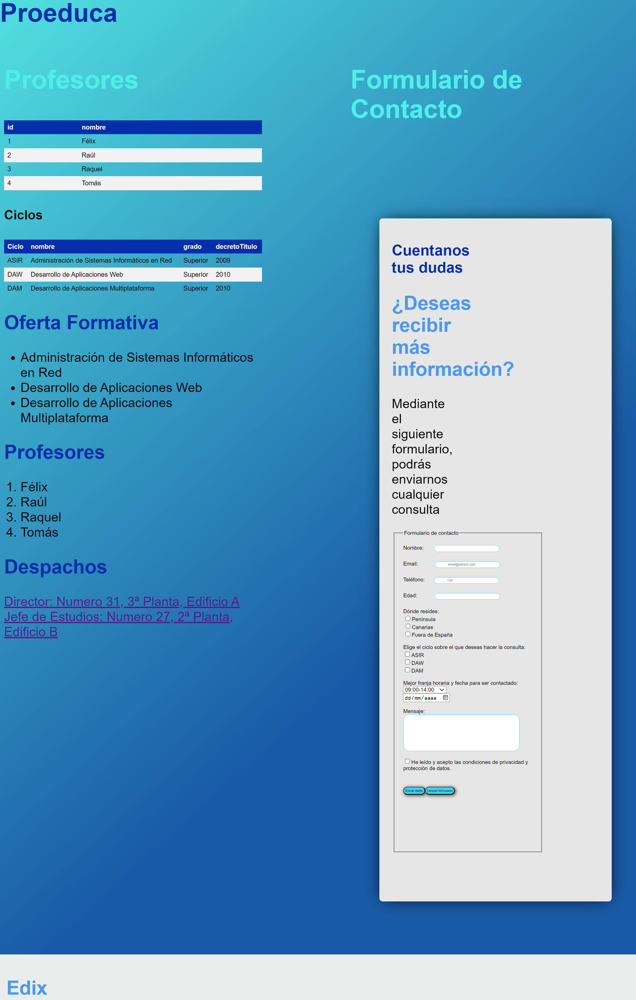 Proeduca
Profesores
id nombre
1 Félix
2 Raúl
3 Raquel
4 Tomás
Ciclos
Ciclo nombre grado decretoTitulo
ASIR Administración de Sistemas Informáticos en Red Superior 2009
DAW Desarrollo de Aplicaciones Web Superior 2010
DAM Desarrollo de Aplicaciones Multiplataforma Superior 2010
Oferta Formativa
• Administración de Sistemas Informáticos
en Red
• Desarrollo de Aplicaciones Web
• Desarrollo de Aplicaciones
Multiplataforma
Profesores
1. Félix
2. Raúl
3. Raquel
4. Tomás
Despachos
Director: Numero 31, 3ª Planta, Edificio A
Jefe de Estudios: Numero 27, 2ª Planta,
Edificio B
Formulario de
Contacto
Cuentanos
tus dudas
¿Deseas
recibir
más
información?
Mediante
el
siguiente
formulario,
podrás
enviarnos
cualquier
consulta
Formulario de contacto
Nombre:
Email: email@adress.com
Teléfono: +34
Edad:
Dónde resides:
Península
Canarias
Fuera de España
Elige el ciclo sobre el que deseas hacer la consulta:
ASIR
DAW
DAM
Mejor franja horaria y fecha para ser contactado:
09:00-14:00
dd/mm/aaaa
Mensaje:
He leído y acepto las condiciones de privacidad y
protección de datos.
Enviar datos Limpiar formulario
Edix